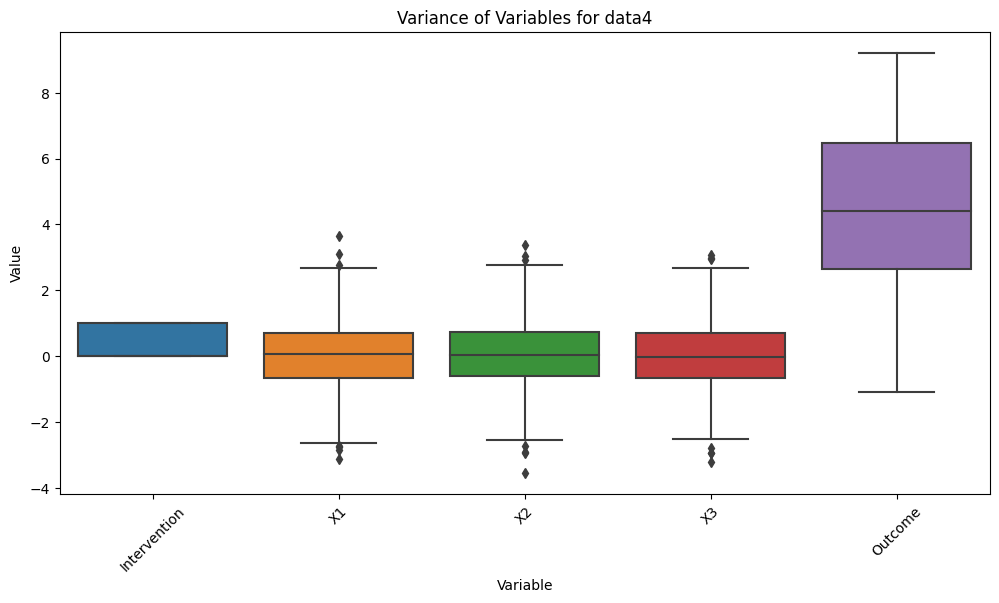 Variance of Variables for data4
Value
8
6
4
2
0
−2
−4
Intervention
X1
X2
X3
Outcome
Variable